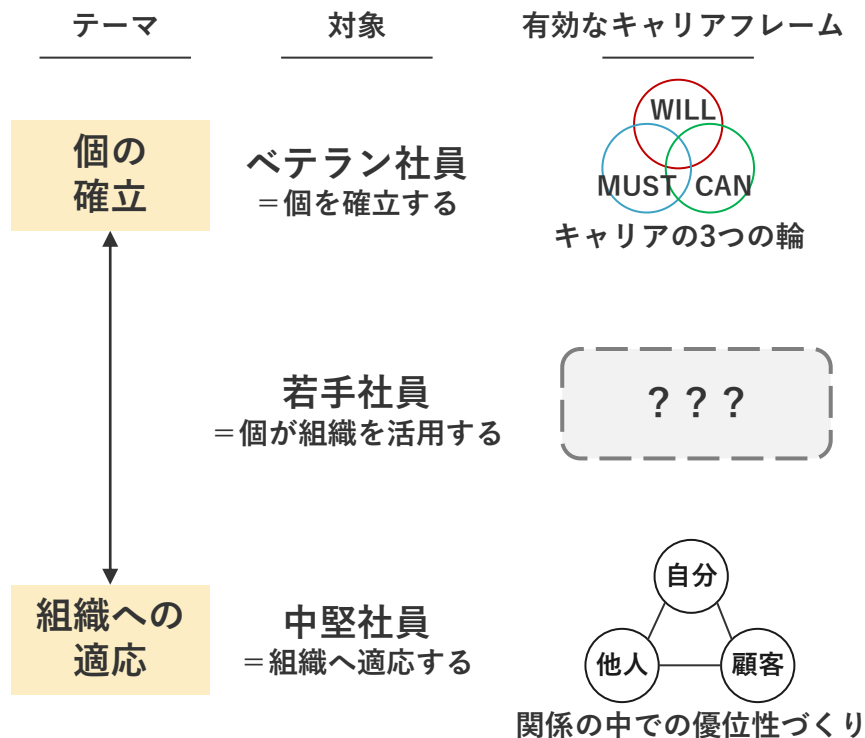 テーマ
対象
有効なキャリアフレーム
個の
確立
ベテラン社員
＝個を確立する
WILL
MUST
CAN
キャリアの3つの輪
若手社員
＝個が組織を活用する
？？？
組織への
適応
中堅社員
＝組織へ適応する
自分
他人
顧客
関係の中での優位性づくり